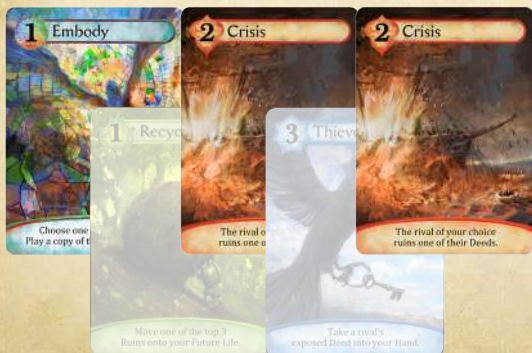 1 Embody
2 Crisis
2 Crisis
Choose one
Play a copy of t
The rival o
ruins one o
The rival of your choice
ruins one of their Deeds.
1 Recyc
3 Thieve
Move one of the top 3
Ruins onto your Future Life.
Take a rival's
exposed Deed into your Hand.